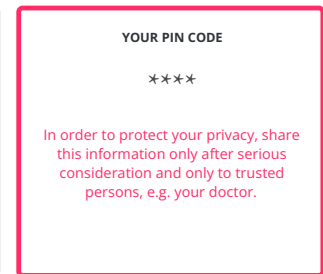 YOUR PIN CODE
****
In order to protect your privacy, share
this information only after serious
consideration and only to trusted
persons, e.g. your doctor.